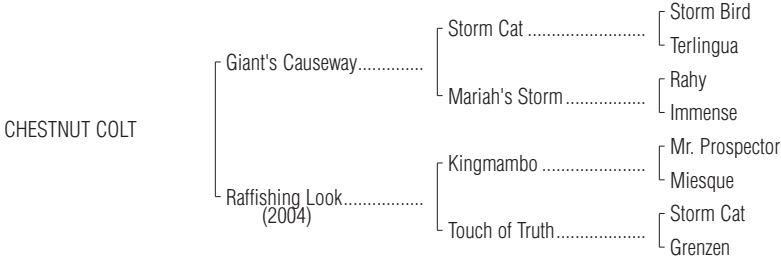 Storm Bird
Storm Cat ........................
Terlingua
Giant's Causeway..............
Rahy
Mariah's Storm .................
Immense
CHESTNUT COLT
Mr. Prospector
Kingmambo ......................
Miesque
Raffishing Look.................
(2004)
Storm Cat
Touch of Truth...................
Grenzen